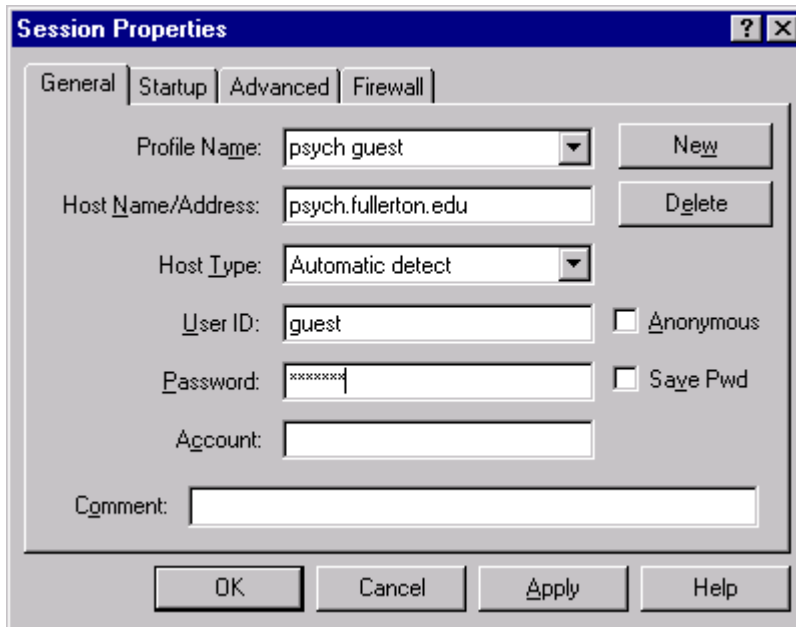 Session Properties
General Startup Advanced Firewall
Profile Name: psych guest New
Host Name/Address: psych.fullerton.edu Delete
Host Type: Automatic detect
User ID: guest Anonymous
Password: ******* Save Pwd
Account:
Comment:
OK Cancel Apply Help